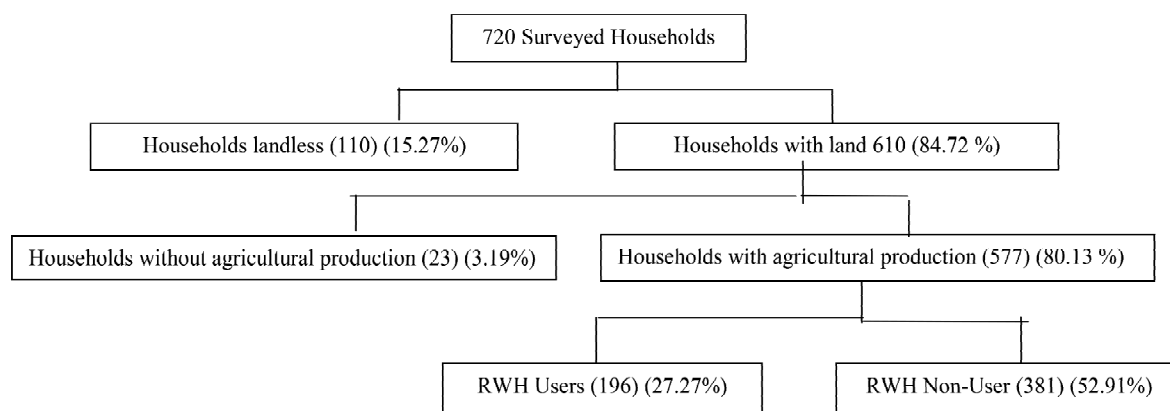 720 Surveyed Households
Households landless (110) (15.27%)
Households with land 610 (84.72 %)
Households without agricultural production (23) (3.19%)
Households with agricultural production (577) (80.13 %)
RWH Users (196) (27.27%)
RWH Non-User (381) (52.91%)